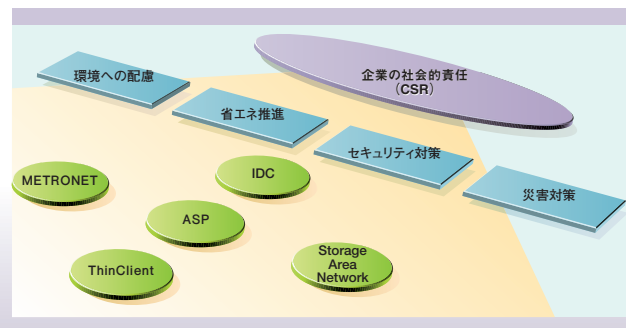 企業の社会的責任
（CSR）
環境への配慮
省エネ推進
セキュリティ対策
災害対策
METRONET
IDC
ASP
ThinClient
Storage
Area
Network